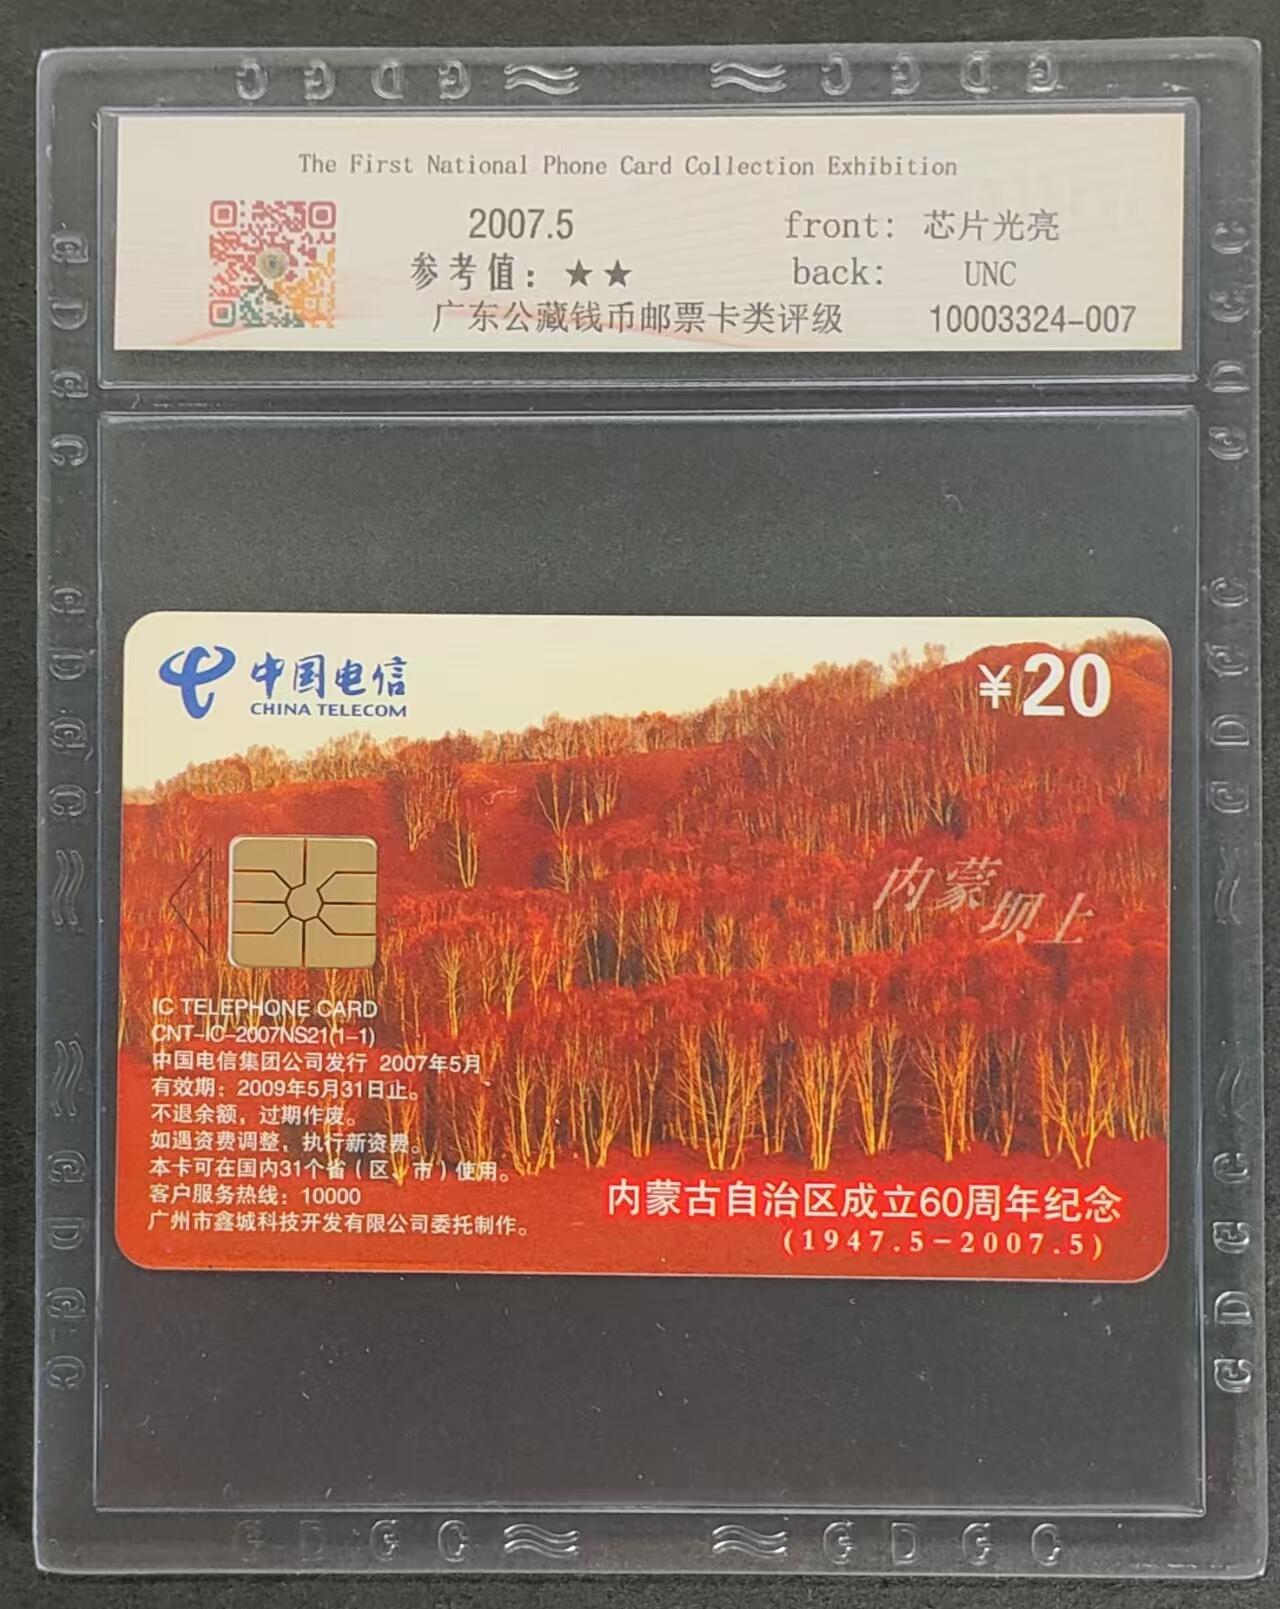 C G D G ≈ ≈ C G D G
The First National Phone Card Collection Exhibition
2007.5
front: 芯片光亮
参考值：★★
back: UNC
广东公藏钱币邮票卡类评级
10003324-007
中国电信
CHINA TELECOM
¥20
内蒙
坝上
IC TELEPHONE CARD
CNT-IC-2007NS21(1-1)
中国电信集团公司发行 2007年5月
有效期：2009年5月31日止。
不退余额，过期作废。
如遇资费调整，执行新资费。
本卡可在国内31个省（区、市）使用。
客户服务热线：10000
广州市鑫城科技开发有限公司委托制作。
内蒙古自治区成立60周年纪念
(1947.5-2007.5)
G D G C ≈ ≈ G D G C